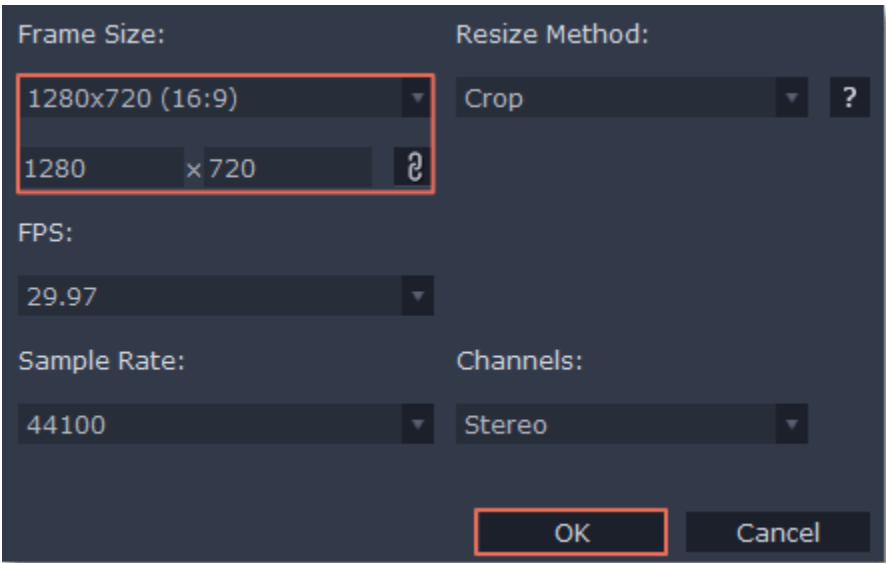 Frame Size:
Resize Method:
1280x720 (16:9)
Crop
?
1280 × 720
FPS:
29.97
Sample Rate:
Channels:
44100
Stereo
OK
Cancel